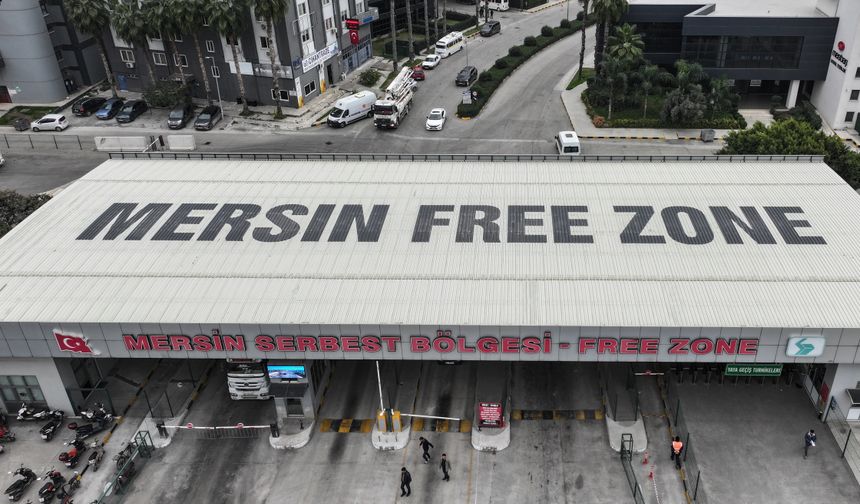 MERSIN FREE ZONE
MERSİN SERBEST BÖLGESİ - FREE ZONE
YAYA GEÇİŞ TURNİKELERİ